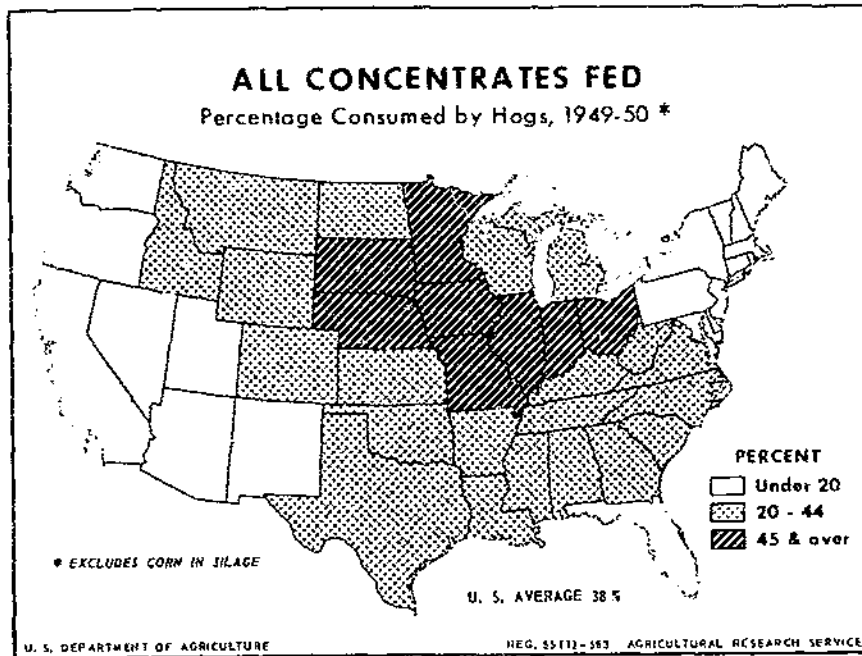 ALL CONCENTRATES FED
Percentage Consumed by Hogs, 1949-50 *
PERCENT
Under 20
20 - 44
45 & over
* EXCLUDES CORN IN SILAGE
U. S. AVERAGE 38%
U. S. DEPARTMENT OF AGRICULTURE
NEG. AGRICULTURAL RESEARCH SERVICE